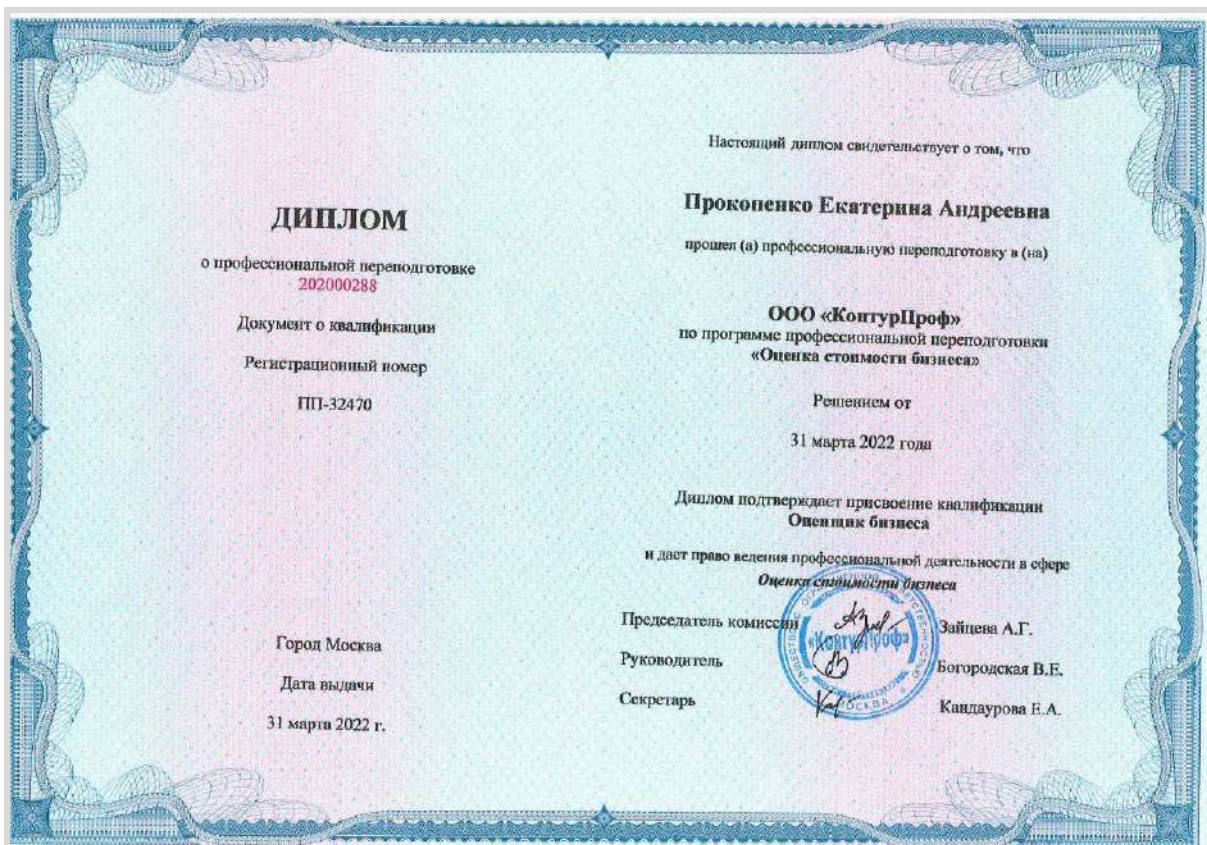 ДИПЛОМ
о профессиональной переподготовке
202000288
Документ о квалификации
Регистрационный номер
ПП-32470
Город Москва
Дата выдачи
31 марта 2022 г.
Настоящий диплом свидетельствует о том, что
Прокопенко Екатерина Андреевна
прошел (а) профессиональную переподготовку в (на)
ООО «КонтурПроф»
по программе профессиональной переподготовки
«Оценка стоимости бизнеса»
Решением от
31 марта 2022 года
Диплом подтверждает присвоение квалификации
Оценщик бизнеса
и дает право ведения профессиональной деятельности в сфере
Оценка стоимости бизнеса
Председатель комиссии
Зайцева А.Г.
Руководитель
Богородская В.Е.
Секретарь
Кандаурова Е.А.
«КонтурПроф»
МОСКВА